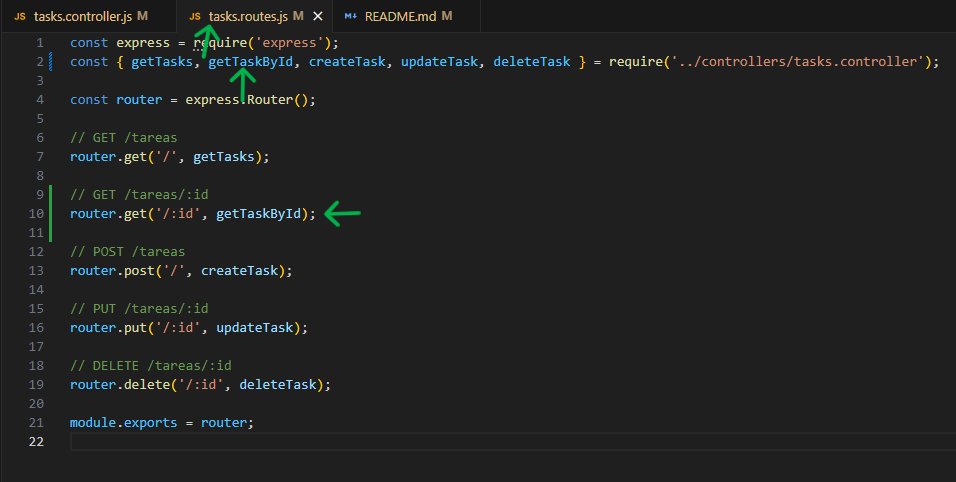 JS tasks.controller.js M JS tasks.routes.js M × M↓ README.md M
1 const express = require('express');
2 const { getTasks, getTaskById, createTask, updateTask, deleteTask } = require('../controllers/tasks.controller');
3
4 const router = express.Router();
5
6 // GET /tareas
7 router.get('/', getTasks);
8
9 // GET /tareas/:id
10 router.get('/:id', getTaskById);
11
12 // POST /tareas
13 router.post('/', createTask);
14
15 // PUT /tareas/:id
16 router.put('/:id', updateTask);
17
18 // DELETE /tareas/:id
19 router.delete('/:id', deleteTask);
20
21 module.exports = router;
22